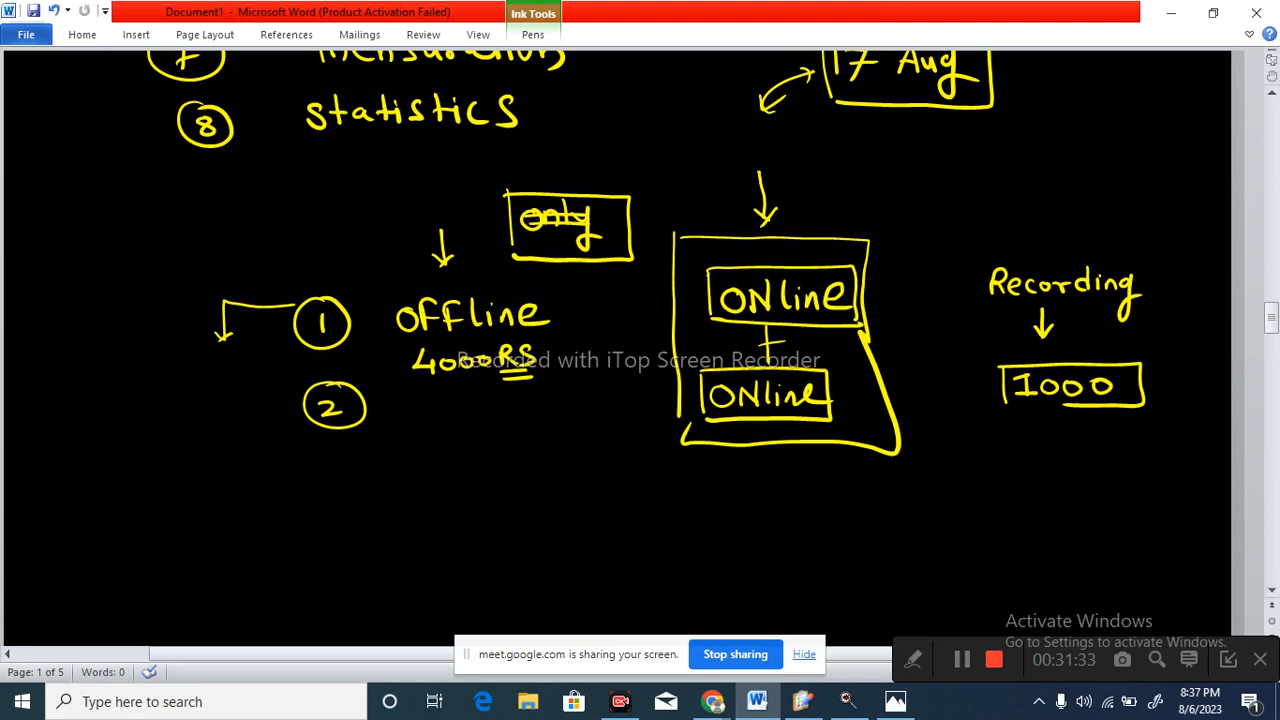 Document1 - Microsoft Word (Product Activation Failed)
Ink Tools
File
Home
Insert
Page Layout
References
Mailings
Review
View
Pens
7
17 Aug
8 statistics
only
1 Offline
4000 RS
2
ONline
+
ONline
Recording
1000
Recorded with iTop Screen Recorder
Activate Windows
Go to Settings to activate Windows.
meet.google.com is sharing your screen.
Stop sharing
Hide
00:31:33
Page: 1 of 5
Words: 0
Type here to search
8:37 PM
8/6/2023